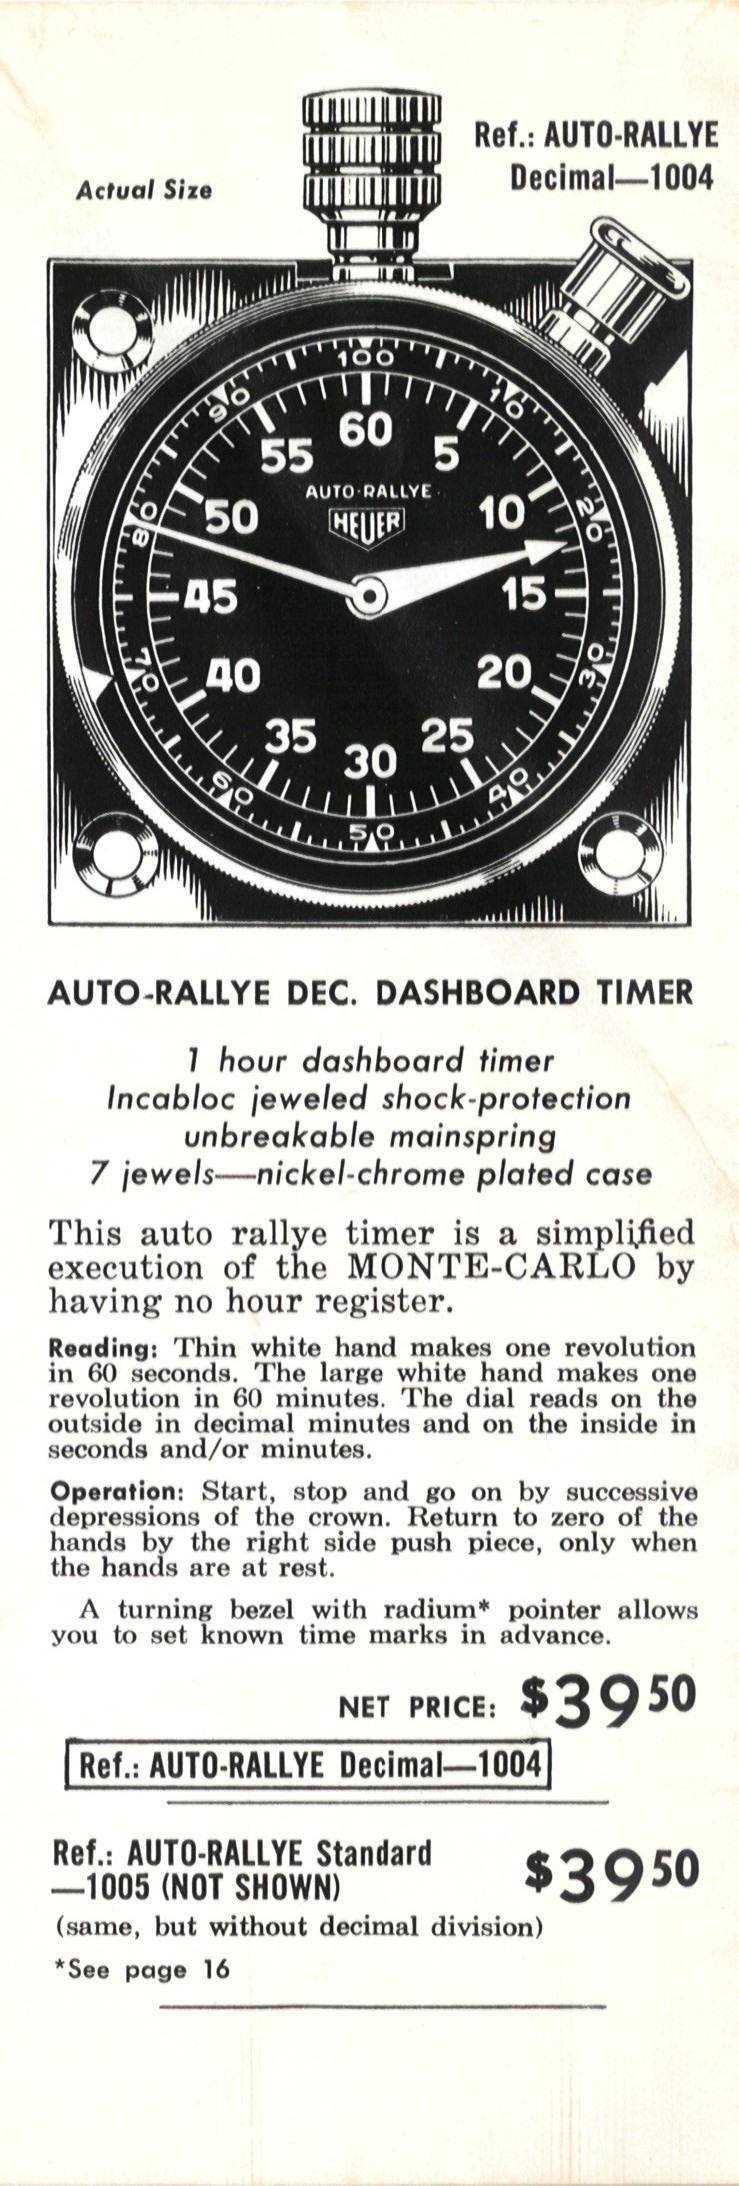 Ref.: AUTO-RALLYE
Decimal—1004
Actual Size
100
10
20
30
40
50
60
70
80
90
60
5
10
15
20
25
30
35
40
45
50
55
AUTO-RALLYE
HEUER
AUTO-RALLYE DEC. DASHBOARD TIMER
1 hour dashboard timer
Incabloc jeweled shock-protection
unbreakable mainspring
7 jewels—nickel-chrome plated case
This auto rallye timer is a simplified
execution of the MONTE-CARLO by
having no hour register.
Reading: Thin white hand makes one revolution
in 60 seconds. The large white hand makes one
revolution in 60 minutes. The dial reads on the
outside in decimal minutes and on the inside in
seconds and/or minutes.
Operation: Start, stop and go on by successive
depressions of the crown. Return to zero of the
hands by the right side push piece, only when
the hands are at rest.
A turning bezel with radium* pointer allows
you to set known time marks in advance.
NET PRICE: $39 50
Ref.: AUTO-RALLYE Decimal—1004
Ref.: AUTO-RALLYE Standard
—1005 (NOT SHOWN) $39 50
(same, but without decimal division)
*See page 16